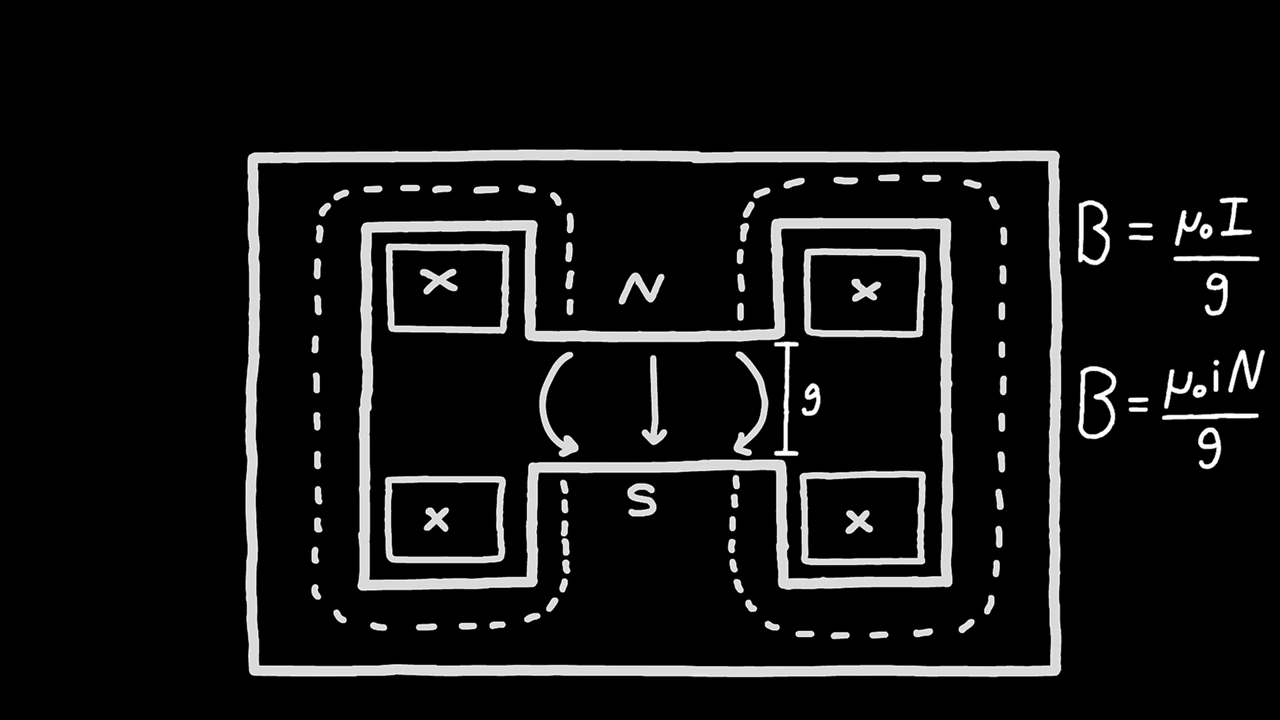 x
N
x
B = μ₀I / g
g
B = μ₀iN / g
x
S
x